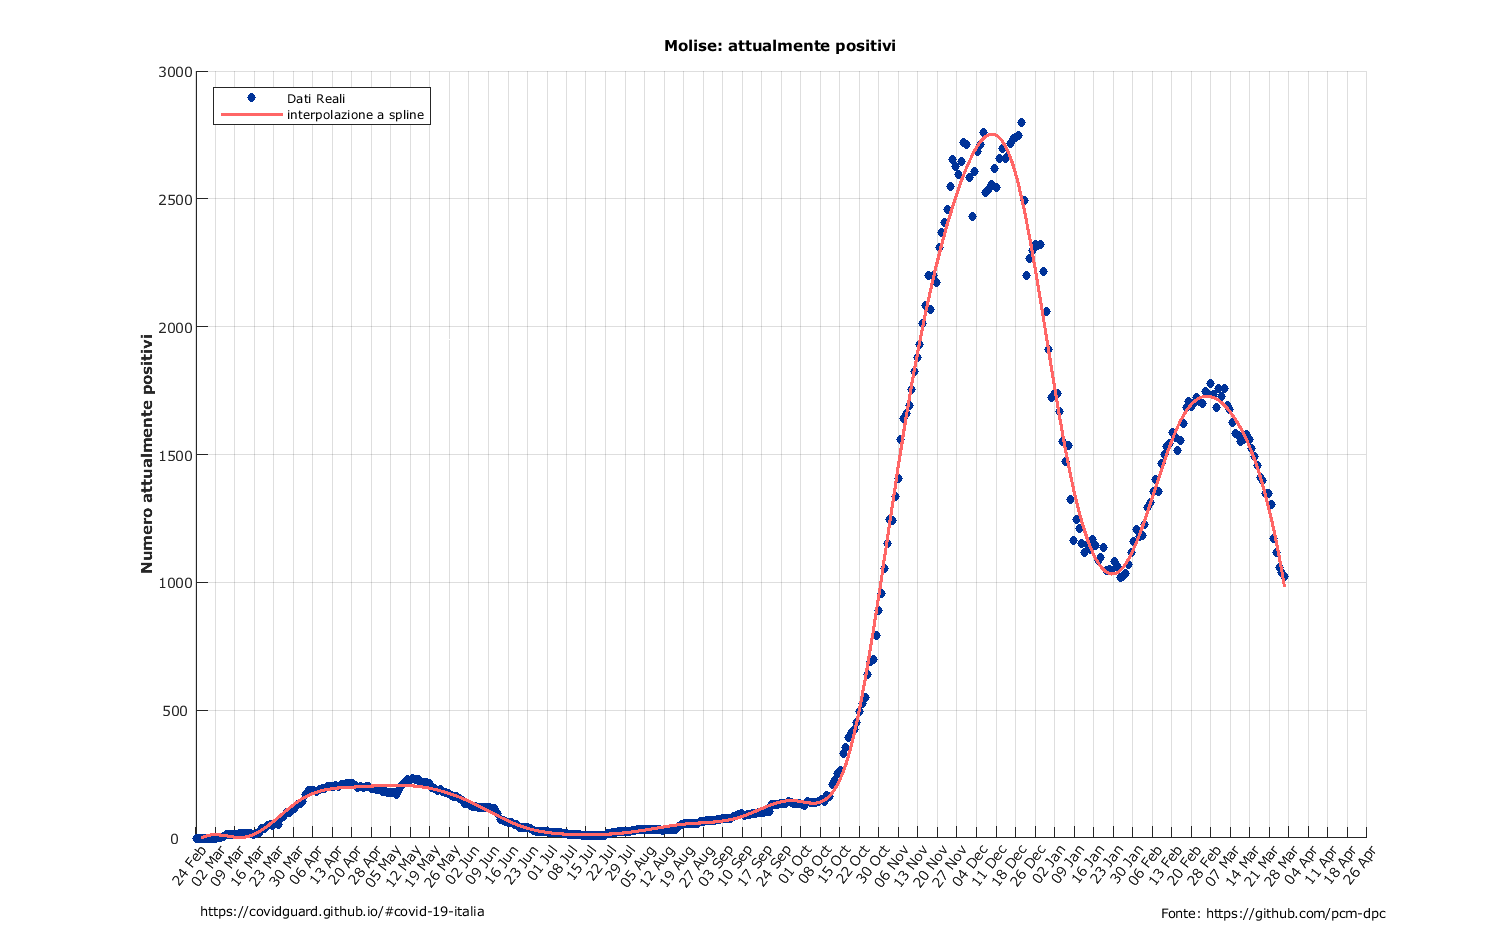 Molise: attualmente positivi
Dati Reali
interpolazione a spline
Numero attualmente positivi
3000
2500
2000
1500
1000
500
0
24 Feb
02 Mar
09 Mar
16 Mar
23 Mar
30 Mar
06 Apr
13 Apr
20 Apr
28 Apr
05 May
12 May
19 May
26 May
02 Jun
09 Jun
16 Jun
23 Jun
01 Jul
08 Jul
15 Jul
22 Jul
29 Jul
05 Aug
12 Aug
19 Aug
27 Aug
03 Sep
10 Sep
17 Sep
24 Sep
01 Oct
08 Oct
15 Oct
22 Oct
30 Oct
06 Nov
13 Nov
20 Nov
27 Nov
04 Dec
11 Dec
18 Dec
26 Dec
02 Jan
09 Jan
16 Jan
23 Jan
30 Jan
06 Feb
13 Feb
20 Feb
28 Feb
07 Mar
14 Mar
21 Mar
28 Mar
04 Apr
11 Apr
18 Apr
26 Apr
https://covidguard.github.io/#covid-19-italia
Fonte: https://github.com/pcm-dpc